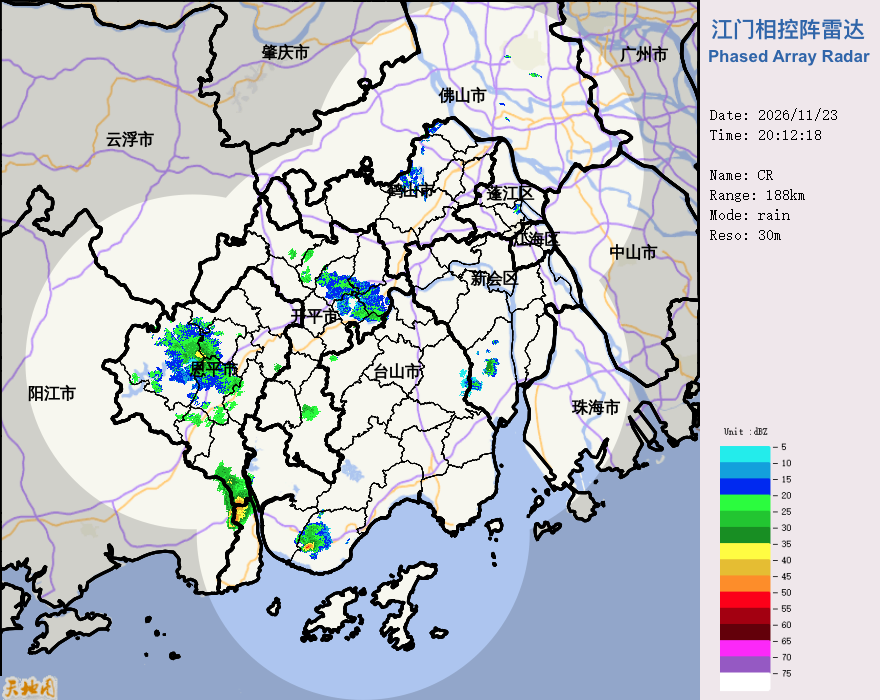 江门相控阵雷达
Phased Array Radar
Date: 2026/11/23
Time: 20:12:18
Name: CR
Range: 188km
Mode: rain
Reso: 30m
肇庆市
广州市
佛山市
云浮市
鹤山市
蓬江区
江海区
中山市
新会区
开平市
恩平市
台山市
阳江市
珠海市
Unit :dBZ
5
10
15
20
25
30
35
40
45
50
55
60
65
70
75
天地图